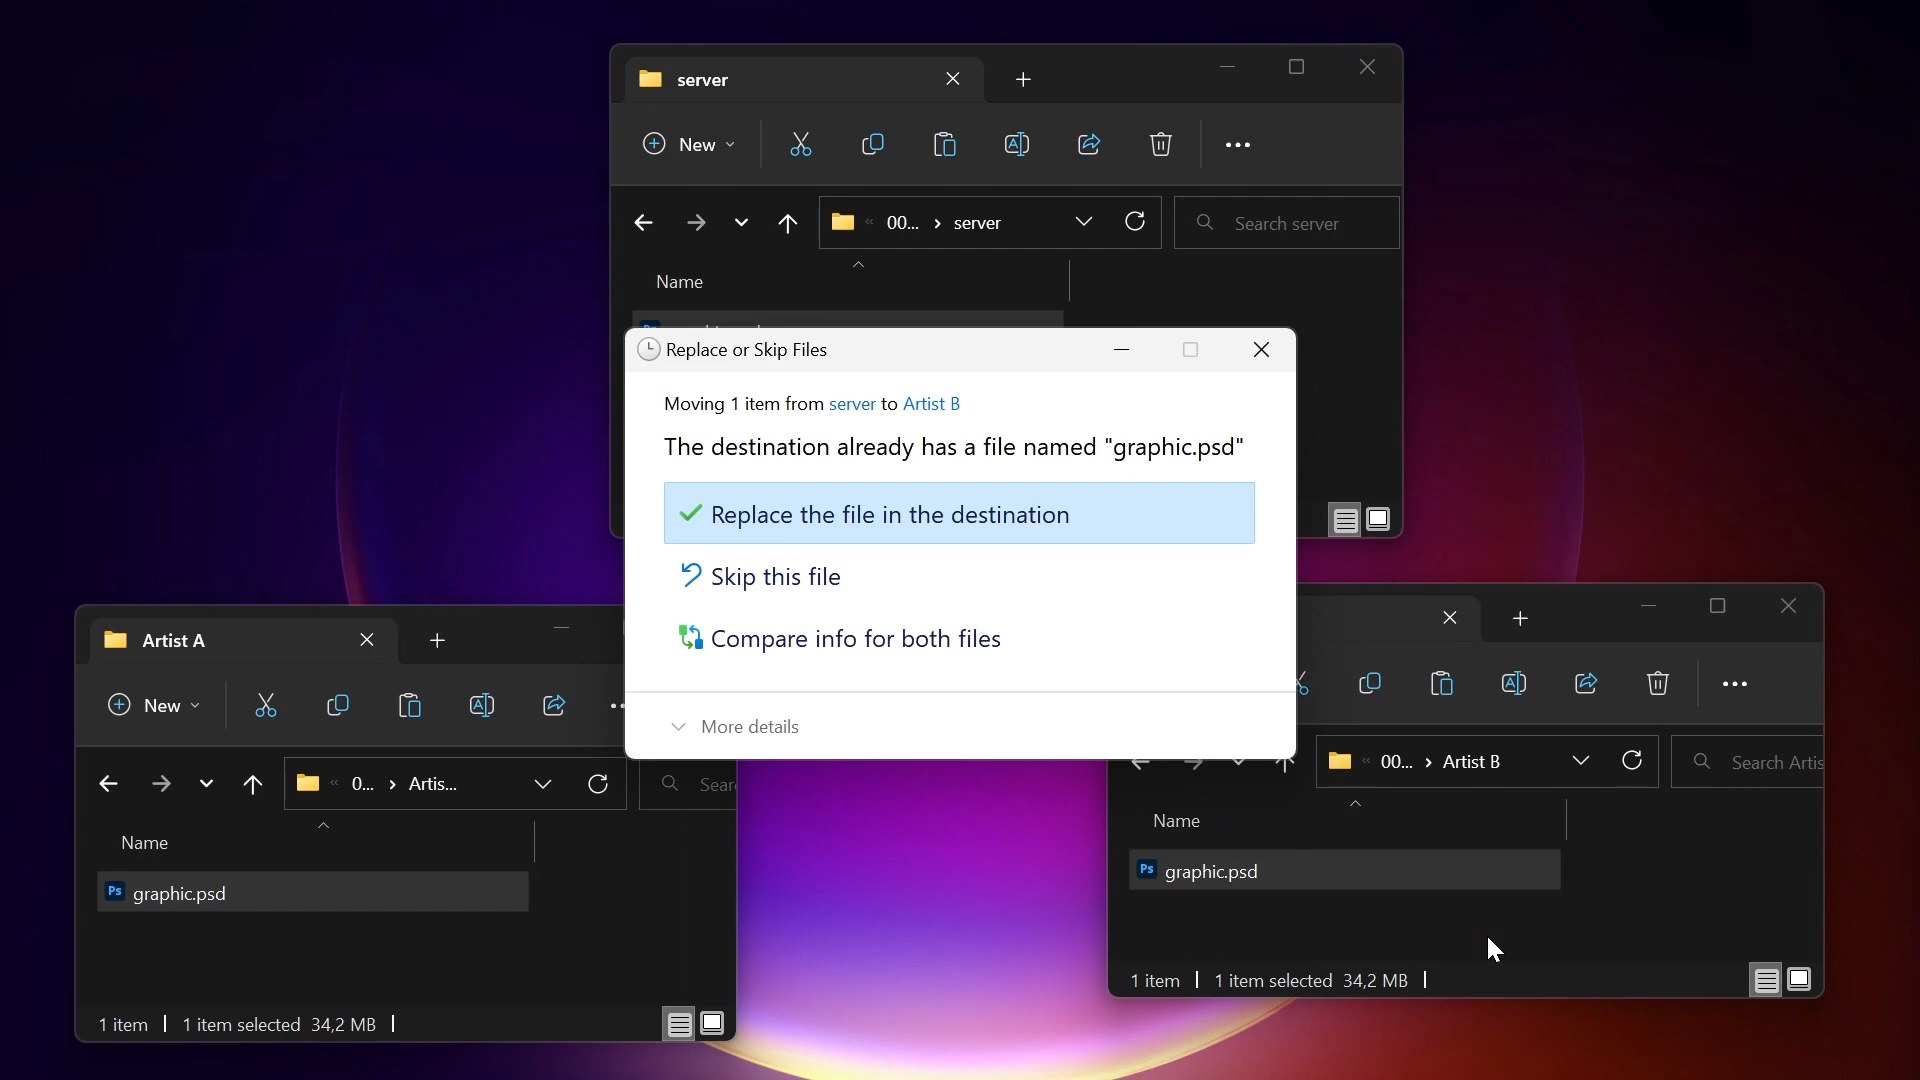 server
New
00... › server
Search server
Name
Replace or Skip Files
Moving 1 item from server to Artist B
The destination already has a file named "graphic.psd"
Replace the file in the destination
Skip this file
Compare info for both files
More details
Artist A
New
0... › Artis...
Sear
Name
Ps graphic.psd
1 item | 1 item selected 34,2 MB |
00... › Artist B
Search Artis
Name
Ps graphic.psd
1 item | 1 item selected 34,2 MB |